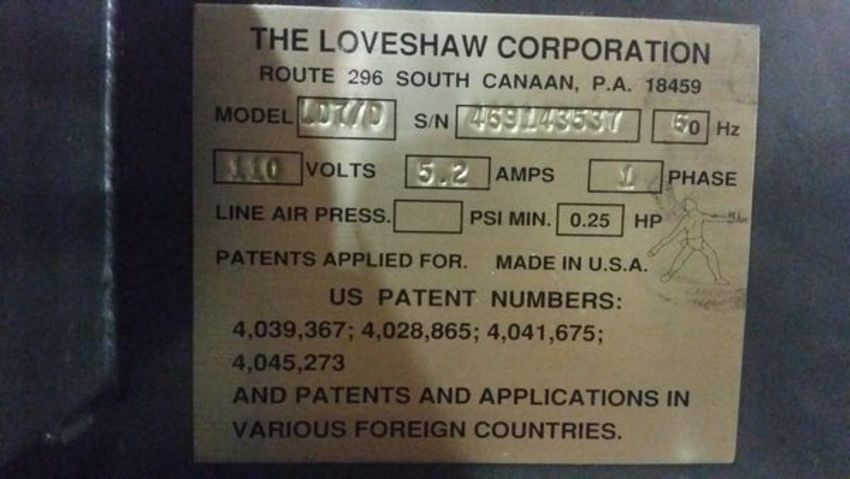 THE LOVESHAW CORPORATION
ROUTE 296 SOUTH CANAAN, P.A. 18459
MODEL S/N 60 Hz
110 VOLTS 5.2 AMPS 1 PHASE
LINE AIR PRESS. PSI MIN. 0.25 HP
PATENTS APPLIED FOR. MADE IN U.S.A.
US PATENT NUMBERS:
4,039,367; 4,028,865; 4,041,675;
4,045,273
AND PATENTS AND APPLICATIONS IN
VARIOUS FOREIGN COUNTRIES.